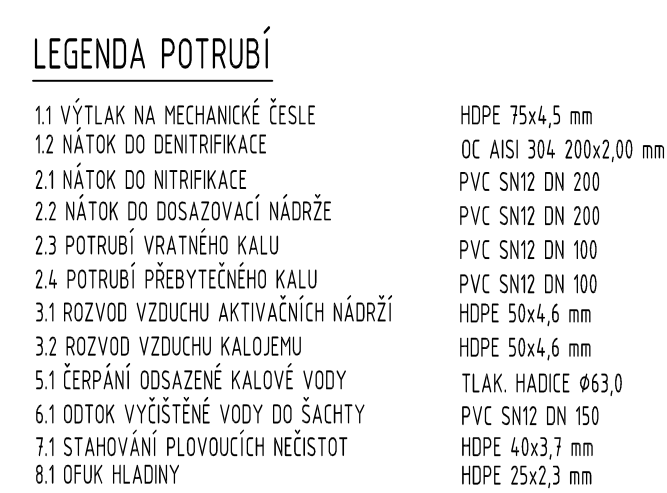 LEGENDA POTRUBÍ
1.1 VÝTLAK NA MECHANICKÉ ČESLE HDPE 75x4,5 mm
1.2 NÁTOK DO DENITRIFIKACE OC AISI 304 200x2,00 mm
2.1 NÁTOK DO NITRIFIKACE PVC SN12 DN 200
2.2 NÁTOK DO DOSAZOVACÍ NÁDRŽE PVC SN12 DN 200
2.3 POTRUBÍ VRATNÉHO KALU PVC SN12 DN 100
2.4 POTRUBÍ PŘEBYTEČNÉHO KALU PVC SN12 DN 100
3.1 ROZVOD VZDUCHU AKTIVAČNÍCH NÁDRŽÍ HDPE 50x4,6 mm
3.2 ROZVOD VZDUCHU KALOJEMU HDPE 50x4,6 mm
5.1 ČERPÁNÍ ODSAZENÉ KALOVÉ VODY TLAK. HADICE Ø63,0
6.1 ODTOK VYČIŠTĚNÉ VODY DO ŠACHTY PVC SN12 DN 150
7.1 STAHOVÁNÍ PLOVOUCÍCH NEČISTOT HDPE 40x3,7 mm
8.1 OFUK HLADINY HDPE 25x2,3 mm